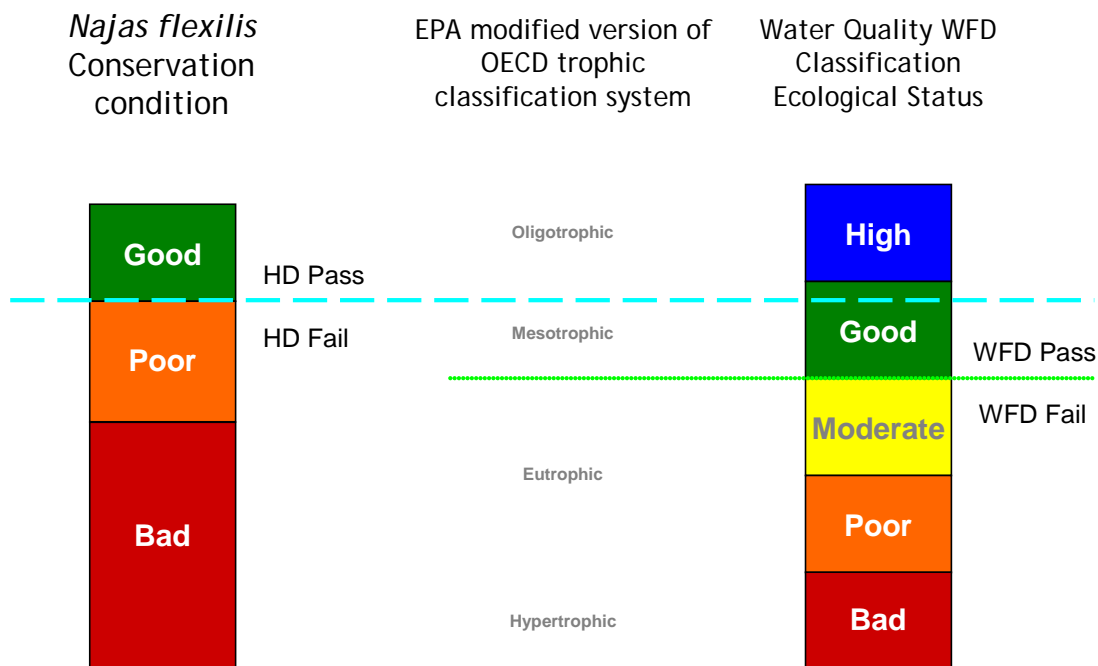 Najas flexilis
Conservation
condition
EPA modified version of
OECD trophic
classification system
Water Quality WFD
Classification
Ecological Status
Good
HD Pass
HD Fail
Poor
Bad
Oligotrophic
Mesotrophic
Eutrophic
Hypertrophic
High
Good
WFD Pass
WFD Fail
Moderate
Poor
Bad